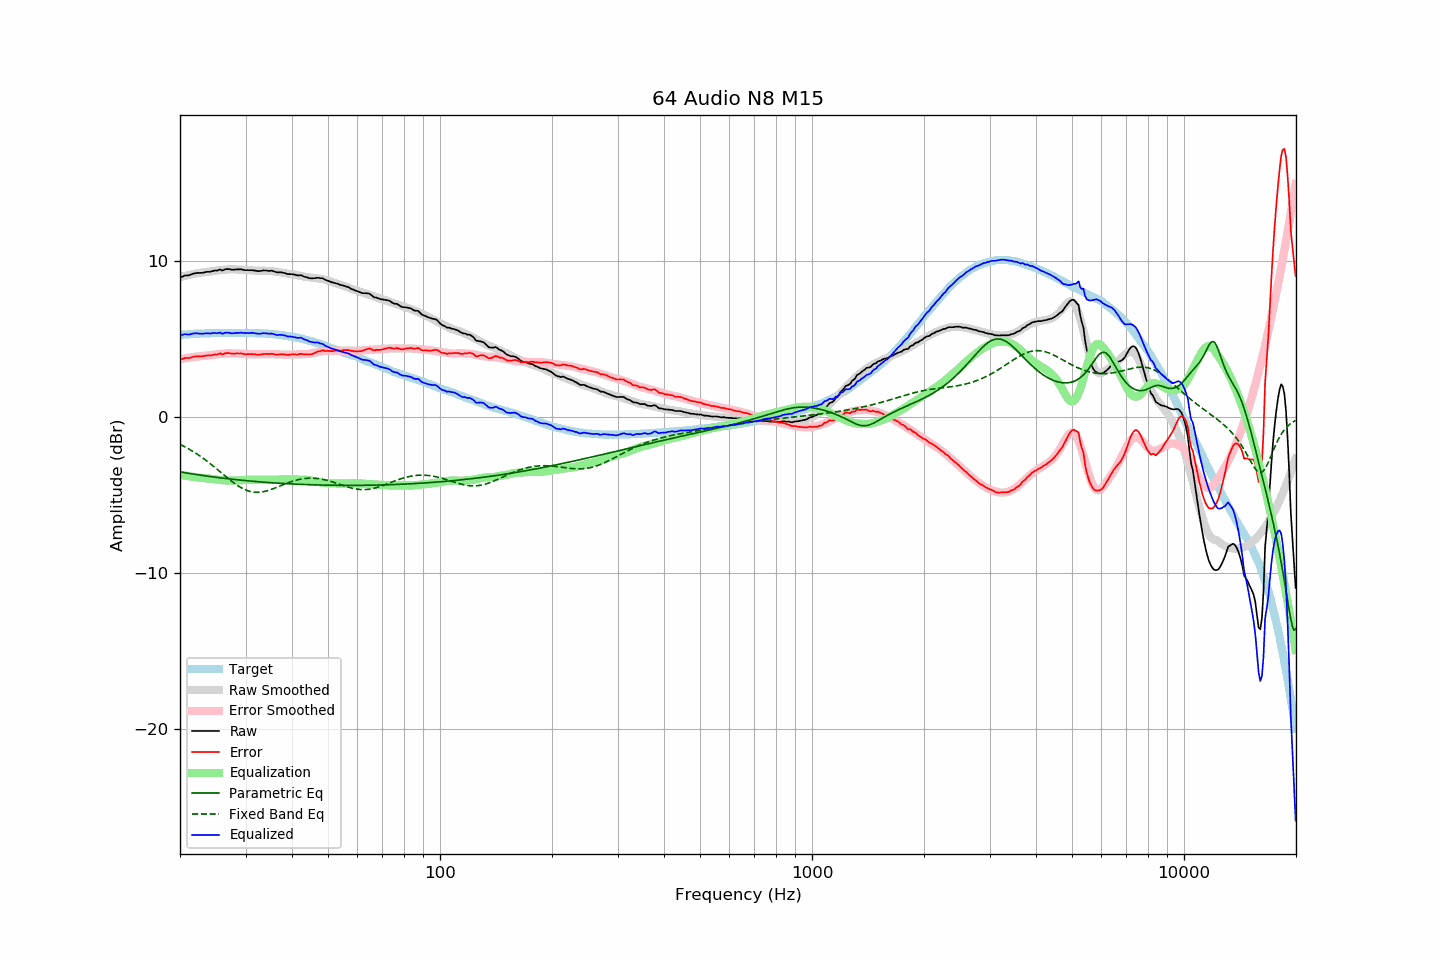 64 Audio N8 M15
Amplitude (dBr)
10
0
−10
−20
Target
Raw Smoothed
Error Smoothed
Raw
Error
Equalization
Parametric Eq
Fixed Band Eq
Equalized
100
1000
10000
Frequency (Hz)